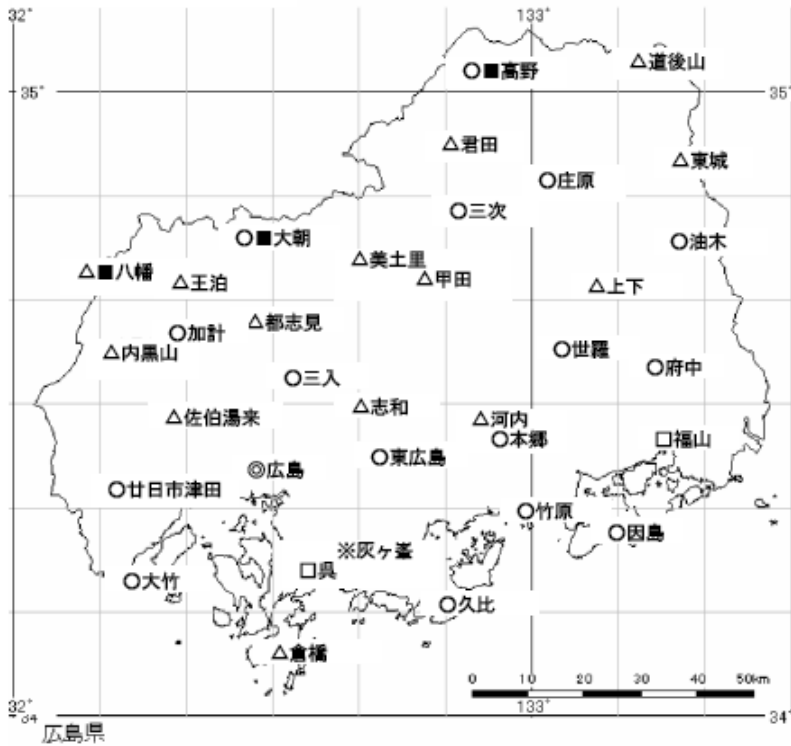 32° 133°
△道後山
○■高野
35° 35°
△君田
△東城
○庄原
○三次
○■大朝
○油木
△美土里
△■八幡
△甲田
△王泊
△上下
△都志見
○加計
○世羅
△内黒山
○府中
○三入
△志和
△佐伯湯来
△河内
○本郷
□福山
○東広島
◎広島
○廿日市津田
○竹原
○因島
※灰ヶ峯
□呉
○大竹
○久比
△倉橋
0 10 20 30 40 50km
32° 133°
34 34°
広島県